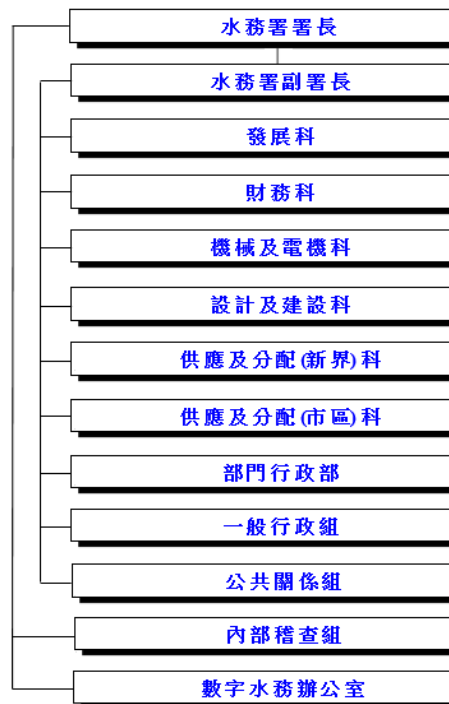 水務署署長
水務署副署長
發展科
財務科
機械及電機科
設計及建設科
供應及分配(新界)科
供應及分配(市區)科
部門行政部
一般行政組
公共關係組
內部稽查組
數字水務辦公室